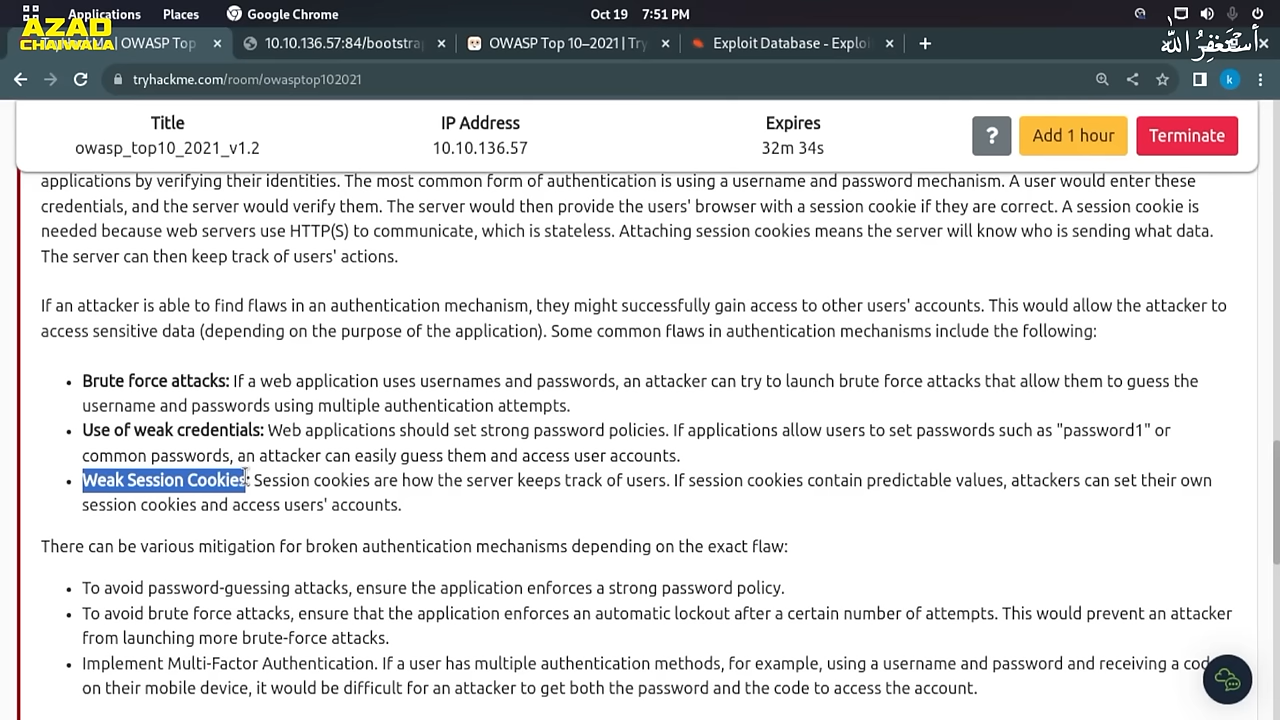 Applications Places Google Chrome Oct 19 7:51 PM
AZAD
CHAIWALA
| OWASP Top 10.10.136.57:84/bootstra OWASP Top 10–2021 | Try Exploit Database - Exploi
أستغفر الله
tryhackme.com/room/owasptop102021 k
Title IP Address Expires
owasp_top10_2021_v1.2 10.10.136.57 32m 34s ? Add 1 hour Terminate
applications by verifying their identities. The most common form of authentication is using a username and password mechanism. A user would enter these
credentials, and the server would verify them. The server would then provide the users' browser with a session cookie if they are correct. A session cookie is
needed because web servers use HTTP(S) to communicate, which is stateless. Attaching session cookies means the server will know who is sending what data.
The server can then keep track of users' actions.
If an attacker is able to find flaws in an authentication mechanism, they might successfully gain access to other users' accounts. This would allow the attacker to
access sensitive data (depending on the purpose of the application). Some common flaws in authentication mechanisms include the following:
• Brute force attacks: If a web application uses usernames and passwords, an attacker can try to launch brute force attacks that allow them to guess the
username and passwords using multiple authentication attempts.
• Use of weak credentials: Web applications should set strong password policies. If applications allow users to set passwords such as "password1" or
common passwords, an attacker can easily guess them and access user accounts.
• Weak Session Cookies: Session cookies are how the server keeps track of users. If session cookies contain predictable values, attackers can set their own
session cookies and access users' accounts.
There can be various mitigation for broken authentication mechanisms depending on the exact flaw:
• To avoid password-guessing attacks, ensure the application enforces a strong password policy.
• To avoid brute force attacks, ensure that the application enforces an automatic lockout after a certain number of attempts. This would prevent an attacker
from launching more brute-force attacks.
• Implement Multi-Factor Authentication. If a user has multiple authentication methods, for example, using a username and password and receiving a cod
on their mobile device, it would be difficult for an attacker to get both the password and the code to access the account.